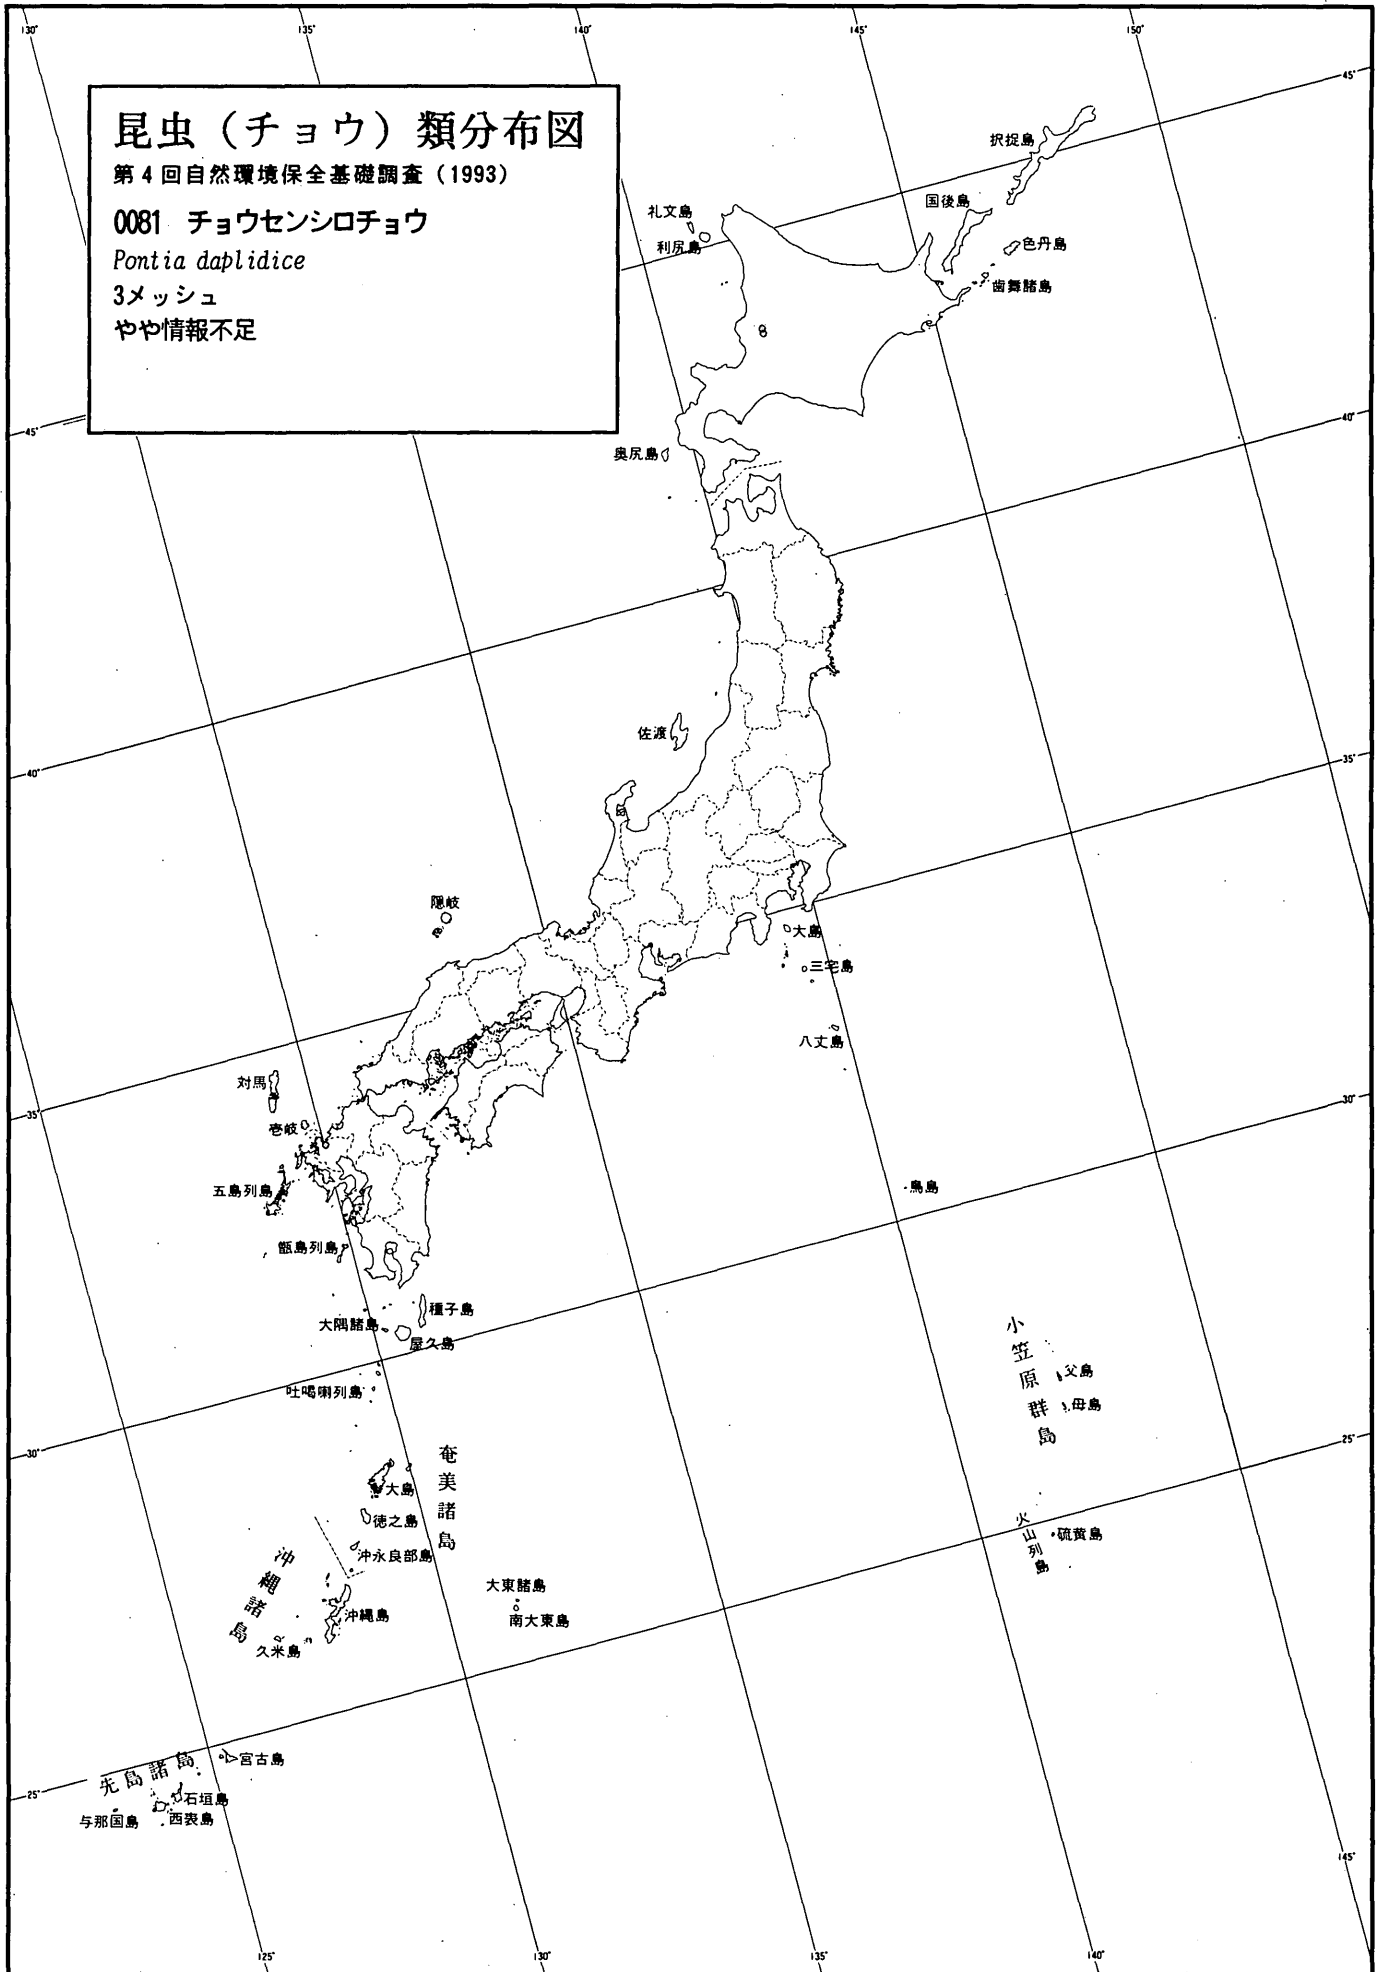 130°
135°
140°
145°
150°
45°
昆虫（チョウ）類分布図
第4回自然環境保全基礎調査（1993）
0081 チョウセンシロチョウ
Pontia daplidice
3メッシュ
やや情報不足
択捉島
国後島
色丹島
歯舞諸島
礼文島
利尻島
奥尻島
45°
40°
佐渡
40°
35°
隠岐
大島
三宅島
八丈島
対馬
壱岐
35°
30°
五島列島
甑島列島
鳥島
種子島
大隅諸島
屋久島
吐喝喇列島
小笠原群島
父島
母島
30°
25°
奄美諸島
大島
徳之島
沖永良部島
火山列島
硫黄島
沖縄諸島
沖縄島
久米島
大東諸島
南大東島
先島諸島
宮古島
石垣島
西表島
与那国島
25°
145°
125°
130°
135°
140°